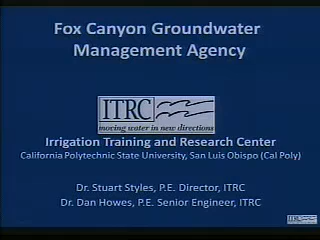 Fox Canyon Groundwater
Management Agency
ITRC
moving water in new directions
Irrigation Training and Research Center
California Polytechnic State University, San Luis Obispo (Cal Poly)
Dr. Stuart Styles, P.E. Director, ITRC
Dr. Dan Howes, P.E. Senior Engineer, ITRC
ITRC